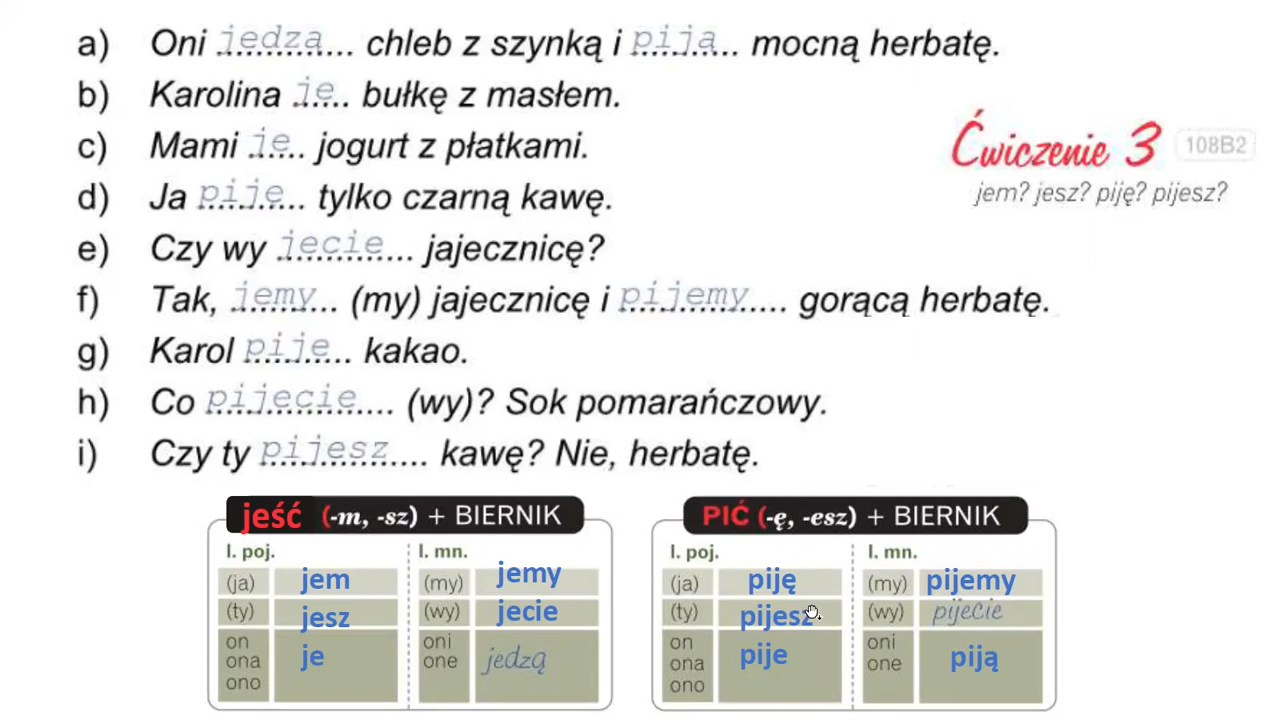 a) Oni jedzą chleb z szynką i piją mocną herbatę.
b) Karolina je bułkę z masłem.
c) Mami je jogurt z płatkami.
d) Ja piję tylko czarną kawę.
e) Czy wy jecie jajecznicę?
f) Tak, jemy (my) jajecznicę i pijemy gorącą herbatę.
g) Karol pije kakao.
h) Co pijecie (wy)? Sok pomarańczowy.
i) Czy ty pijesz kawę? Nie, herbatę.
Ćwiczenie 3 108B2
jem? jesz? piję? pijesz?
jeść (-m, -sz) + BIERNIK
l. poj. l. mn.
(ja) jem (my) jemy
(ty) jesz (wy) jecie
on ona ono je oni one jedzą
PIĆ (-ę, -esz) + BIERNIK
l. poj. l. mn.
(ja) piję (my) pijemy
(ty) pijesz (wy) pijecie
on ona ono pije oni one piją